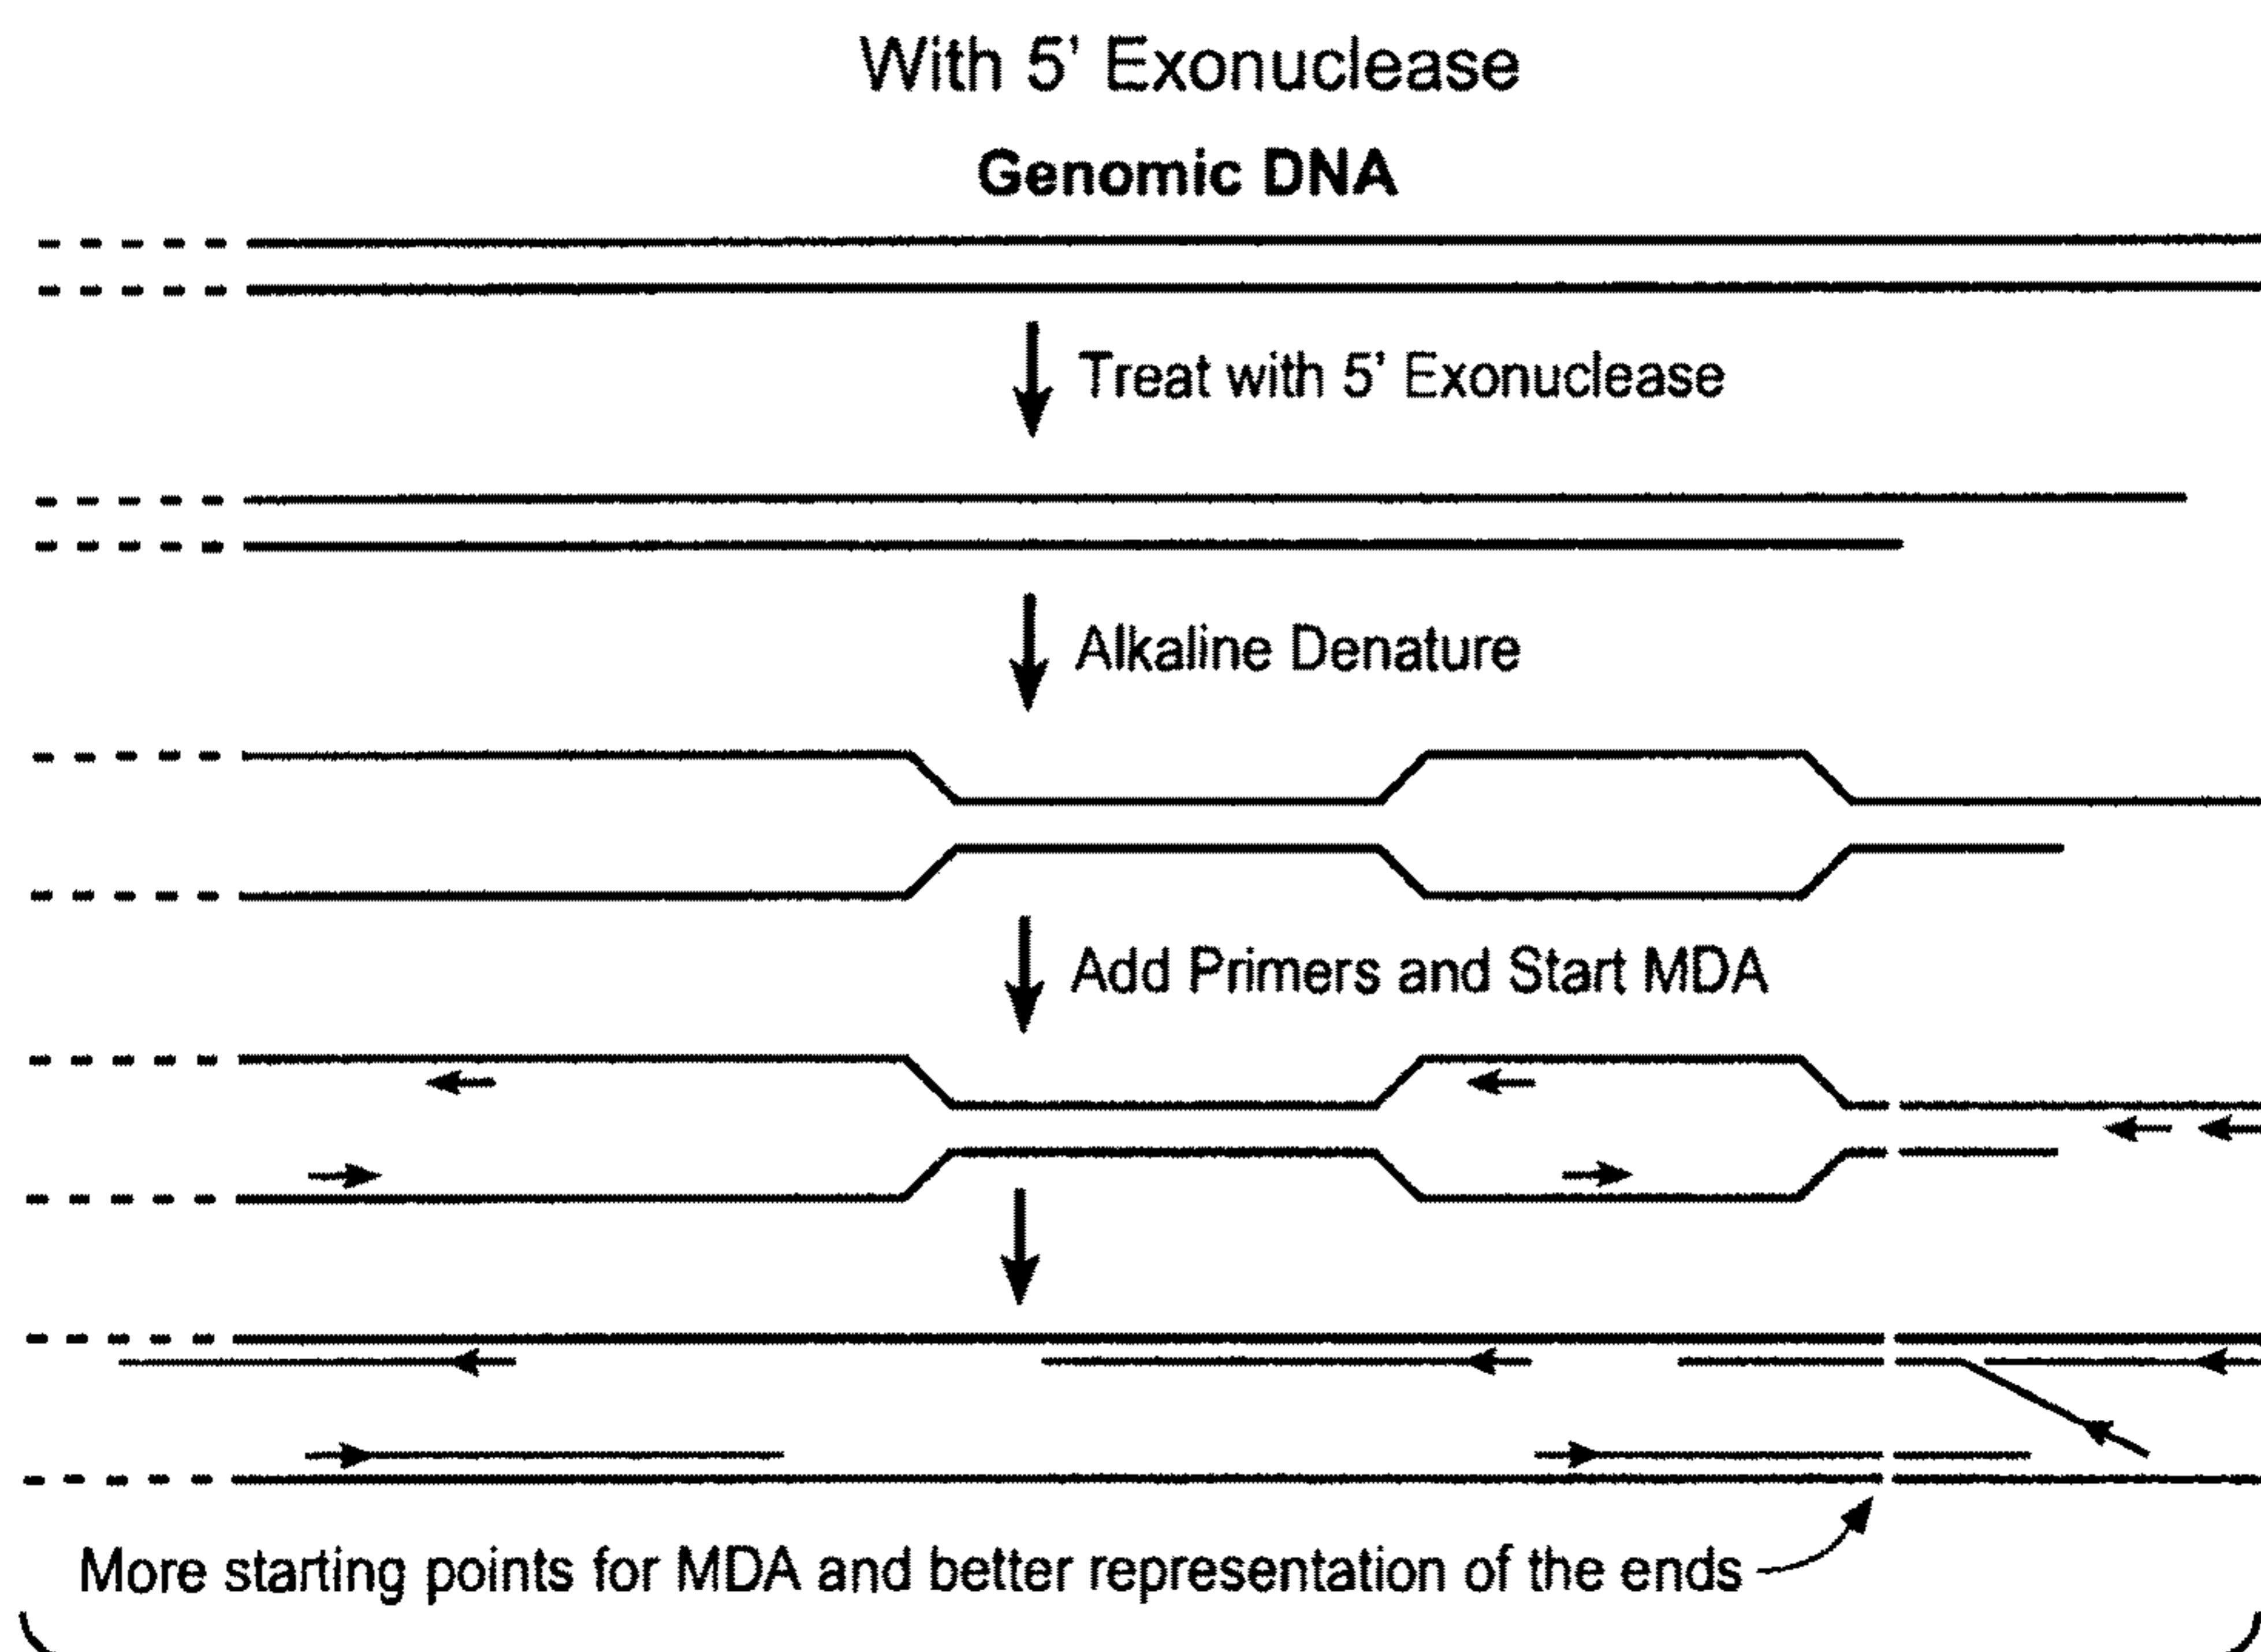 With 5' Exonuclease
Genomic DNA
Treat with 5' Exonuclease
Alkaline Denature
Add Primers and Start MDA
More starting points for MDA and better representation of the ends